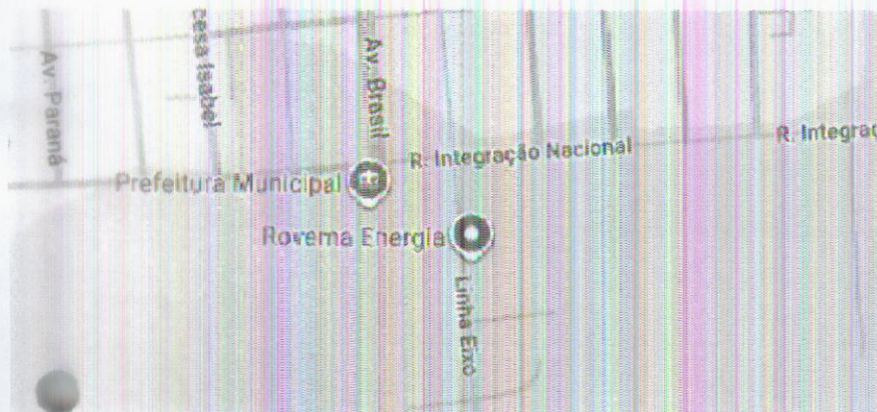 Av. Paraná
cesa Isabel
Av. Brasil
R. Integração Nacional
R. Integraç
Prefeitura Municipal
Rovema Energia
Linha Eixo